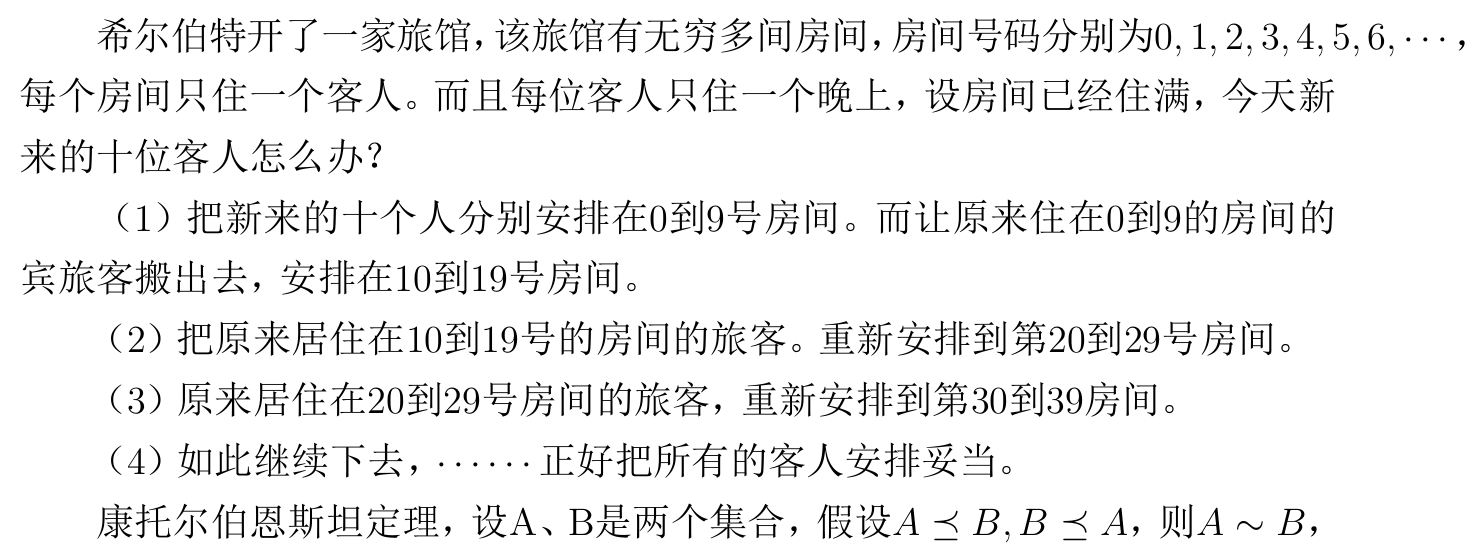 希尔伯特开了一家旅馆，该旅馆有无穷多间房间，房间号码分别为0, 1, 2, 3, 4, 5, 6, ⋯，
每个房间只住一个客人。而且每位客人只住一个晚上，设房间已经住满，今天新
来的十位客人怎么办？
（1）把新来的十个人分别安排在0到9号房间。而让原来住在0到9的房间的
宾旅客搬出去，安排在10到19号房间。
（2）把原来居住在10到19号的房间的旅客。重新安排到第20到29号房间。
（3）原来居住在20到29号房间的旅客，重新安排到第30到39房间。
（4）如此继续下去，⋯⋯正好把所有的客人安排妥当。
康托尔伯恩斯坦定理，设A、B是两个集合，假设A ⪯ B, B ⪯ A，则A ∼ B，